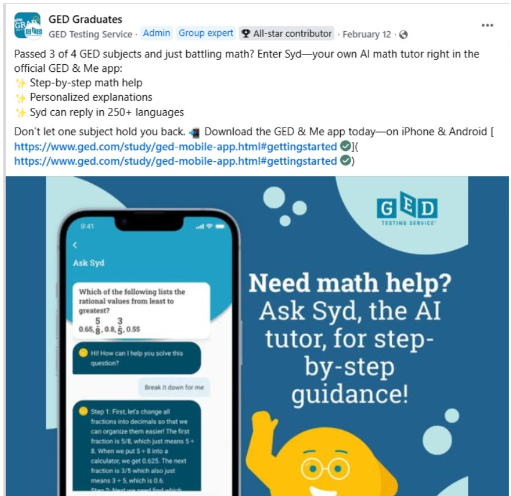 GED Graduates
GED Testing Service · Admin Group expert All-star contributor · February 12 ·
Passed 3 of 4 GED subjects and just battling math? Enter Syd—your own AI math tutor right in the
official GED & Me app:
✨ Step-by-step math help
✨ Personalized explanations
✨ Syd can reply in 250+ languages
Don't let one subject hold you back. 📲 Download the GED & Me app today—on iPhone & Android [
https://www.ged.com/study/ged-mobile-app.html#gettingstarted ](
https://www.ged.com/study/ged-mobile-app.html#gettingstarted )
GED
TESTING SERVICE
9:41
Ask Syd
Which of the following lists the
rational values from least to
greatest?
0.65, 5/8, 0.8, 3/5, 0.55
Hi! How can I help you solve this
question?
Break it down for me
Step 1: First, let's change all
fractions into decimals so that we
can organize them easier! The first
fraction is 5/8, which just means 5 ÷
8. When we put 5 ÷ 8 into a
calculator, we get 0.625. The next
fraction is 3/5 which also just
means 3 ÷ 5, which is 0.6.
Need math help?
Ask Syd, the AI
tutor, for step-
by-step
guidance!